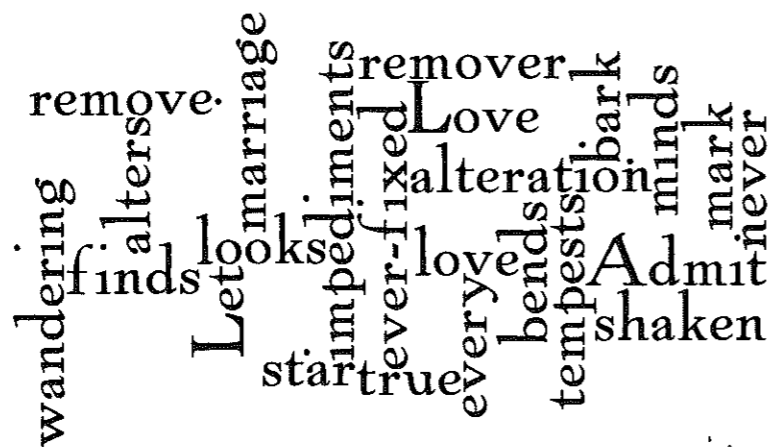 marriage
remover
impediments
bark
remove
Love
minds
mark
never
alters
ever-fixed
alteration
wandering
looks
finds
Let
love
bends
tempests
Admit
every
shaken
star
true